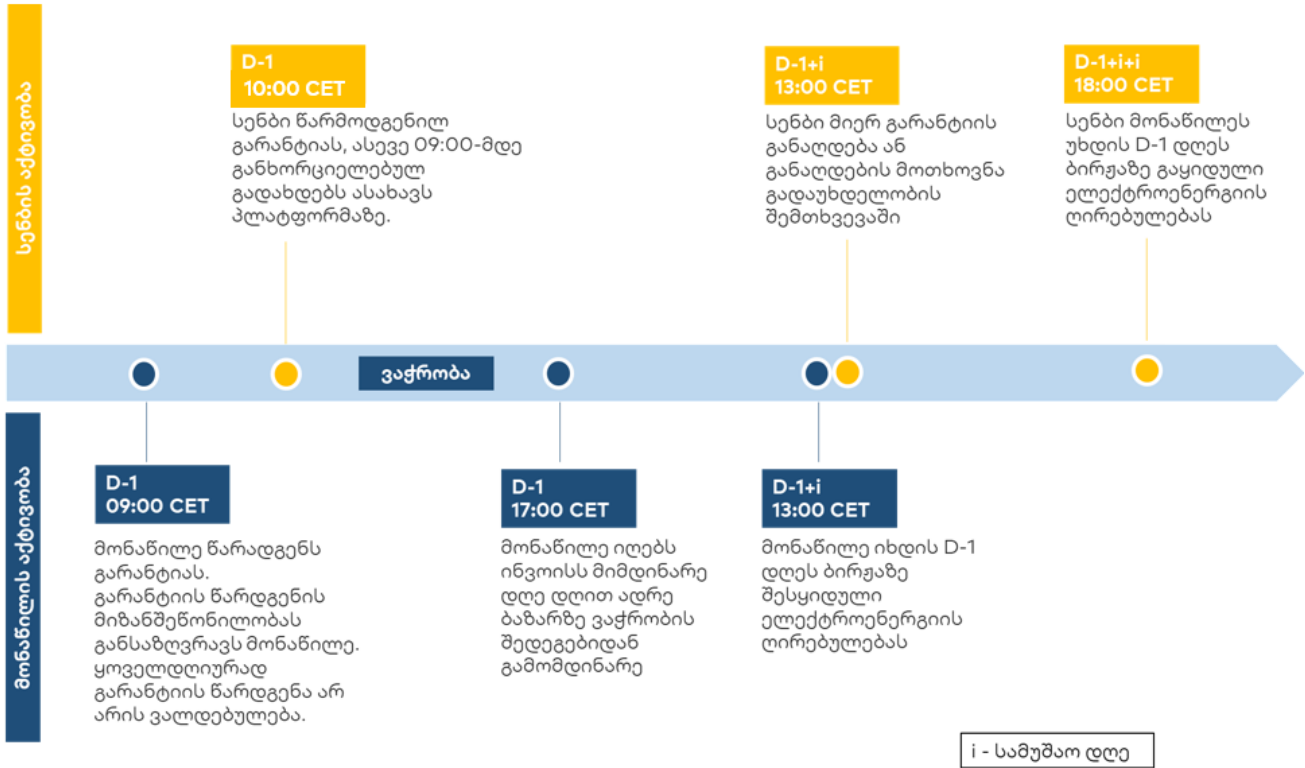 სენბის აქტივობა
D-1
10:00 CET
სენბი წარმოდგენილ
გარანტიას, ასევე 09:00-მდე
განხორციელებულ
გადახდებს ასახავს
პლატფორმაზე.
D-1+i
13:00 CET
სენბი მიერ გარანტიის
განაღდება ან
განაღდების მოთხოვნა
გადაუხდელობის
შემთხვევაში
D-1+i+i
18:00 CET
სენბი მონაწილეს
უხდის D-1 დღეს
ბირჟაზე გაყიდული
ელექტროენერგიის
ღირებულებას
ვაჭრობა
მონაწილის აქტივობა
D-1
09:00 CET
მონაწილე წარადგენს
გარანტიას.
გარანტიის წარდგენის
მიზანშეწონილობას
განსაზღვრავს მონაწილე.
ყოველდღიურად
გარანტიის წარდგენა არ
არის ვალდებულება.
D-1
17:00 CET
მონაწილე იღებს
ინვოისს მიმდინარე
დღე დღით ადრე
ბაზარზე ვაჭრობის
შედეგებიდან
გამომდინარე
D-1+i
13:00 CET
მონაწილე იხდის D-1
დღეს ბირჟაზე
შესყიდული
ელექტროენერგიის
ღირებულებას
i - სამუშაო დღე